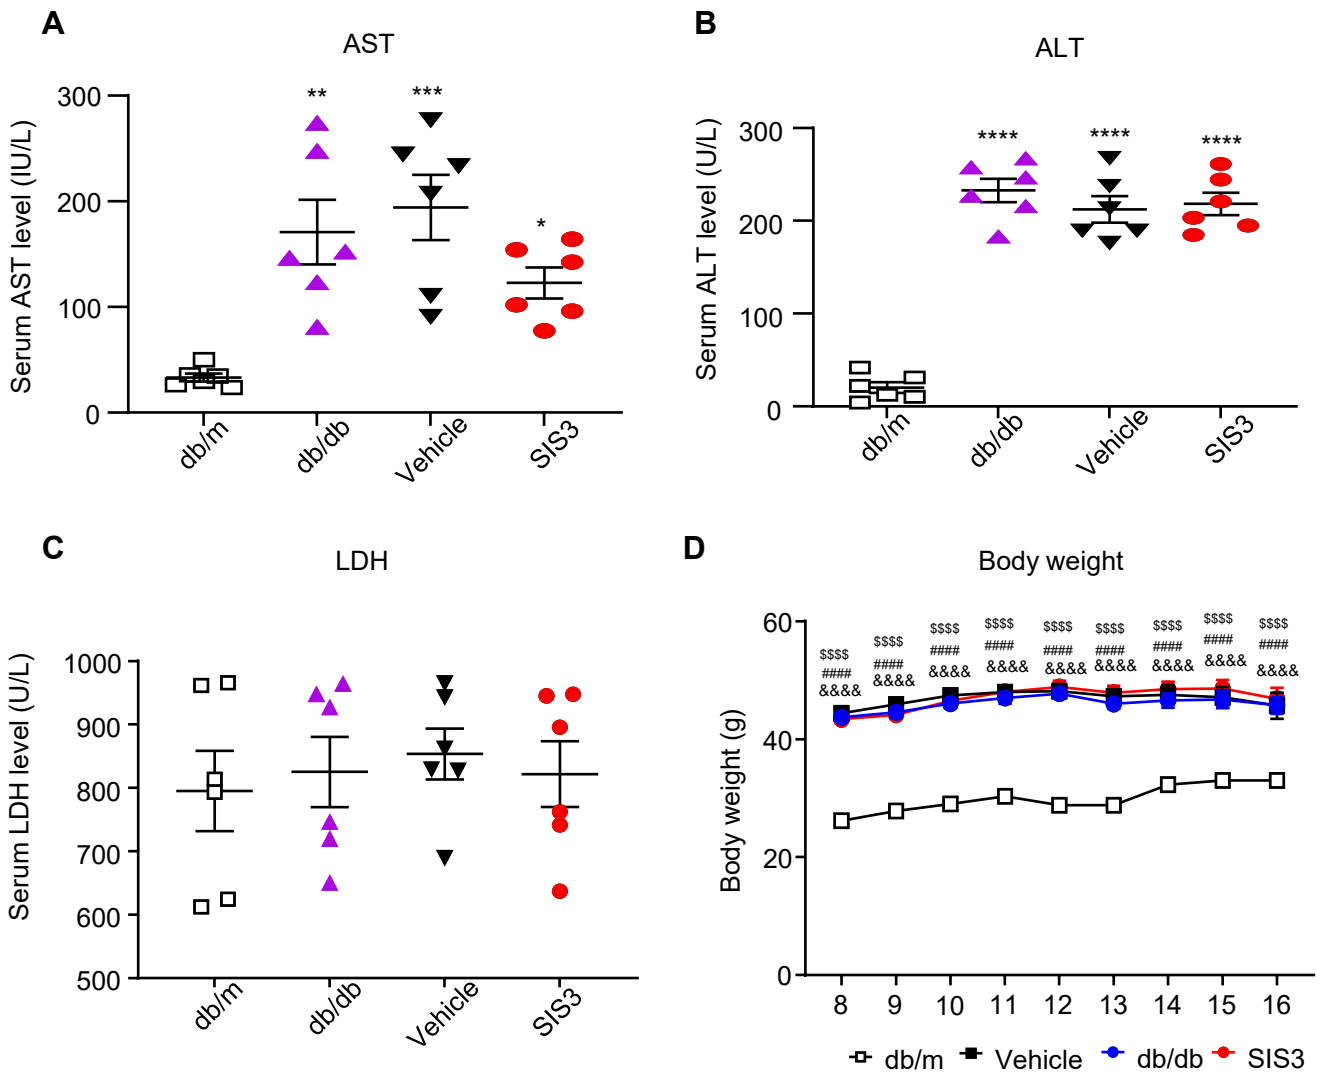 A
AST
Serum AST level (IU/L)
300
200
100
0
**
***
*
db/m
db/db
Vehicle
SIS3
B
ALT
Serum ALT level (U/L)
300
200
100
0
****
****
****
db/m
db/db
Vehicle
SIS3
C
LDH
Serum LDH level (U/L)
1000
900
800
700
600
500
db/m
db/db
Vehicle
SIS3
D
Body weight
Body weight (g)
60
40
20
0
$$$$ $$$$ $$$$ $$$$ $$$$ $$$$ $$$$ $$$$ $$$$
#### #### #### #### #### #### #### #### ####
&&&& &&&& &&&& &&&& &&&& &&&& &&&& &&&& &&&&
8 9 10 11 12 13 14 15 16
db/m Vehicle db/db SIS3